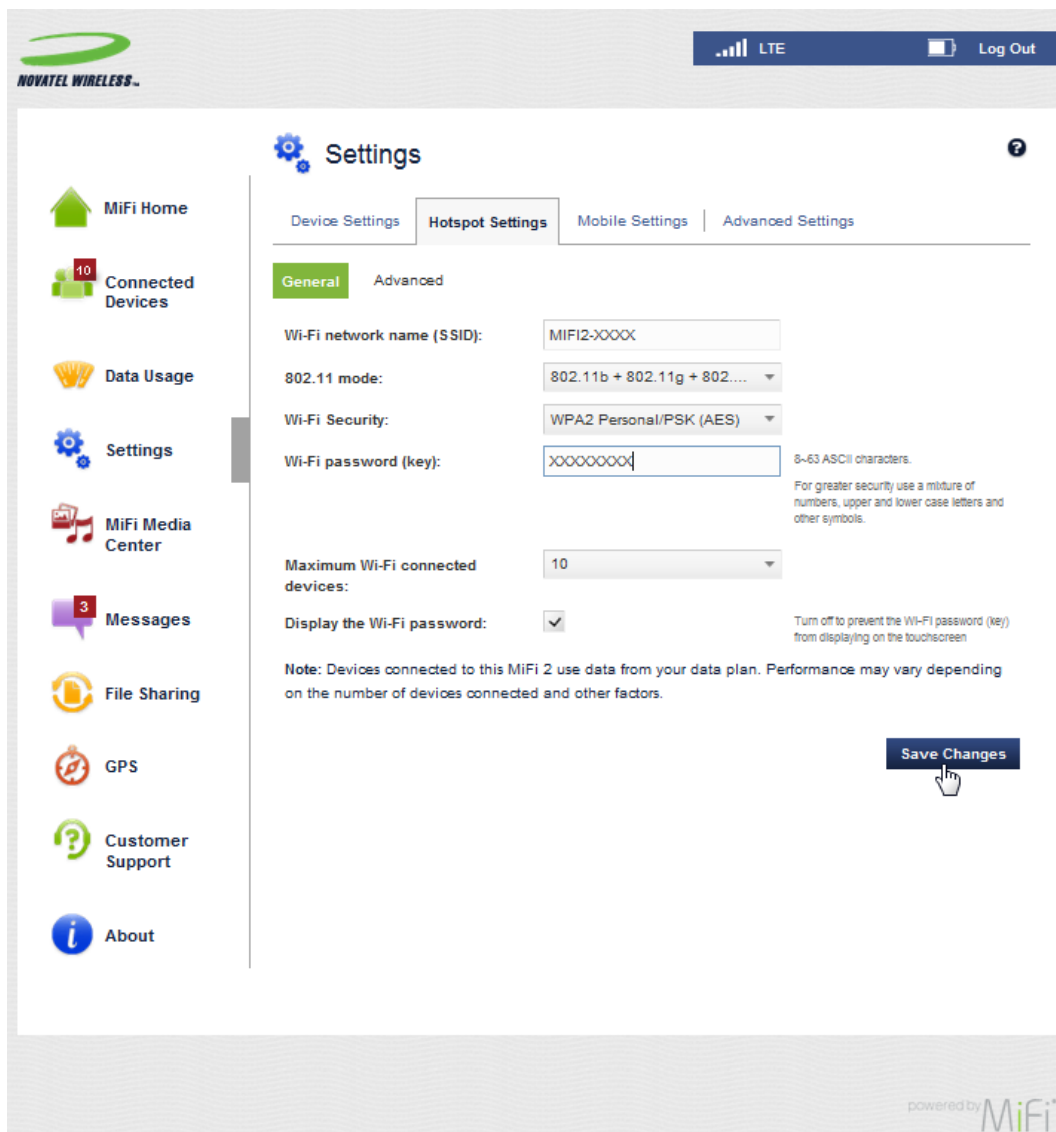 LTE
Log Out
NOVATEL WIRELESS™
Settings
MiFi Home
Device Settings
Hotspot Settings
Mobile Settings
Advanced Settings
10
Connected
Devices
General
Advanced
Wi-Fi network name (SSID):
MIFI2-XXXX
Data Usage
802.11 mode:
802.11b + 802.11g + 802....
Wi-Fi Security:
WPA2 Personal/PSK (AES)
Settings
Wi-Fi password (key):
XXXXXXXX
8~63 ASCII characters.
For greater security use a mixture of
numbers, upper and lower case letters and
other symbols.
MiFi Media
Center
Maximum Wi-Fi connected
devices:
10
3
Messages
Display the Wi-Fi password:
Turn off to prevent the Wi-Fi password (key)
from displaying on the touchscreen
Note: Devices connected to this MiFi 2 use data from your data plan. Performance may vary depending
on the number of devices connected and other factors.
File Sharing
Save Changes
GPS
Customer
Support
About
powered by MiFi